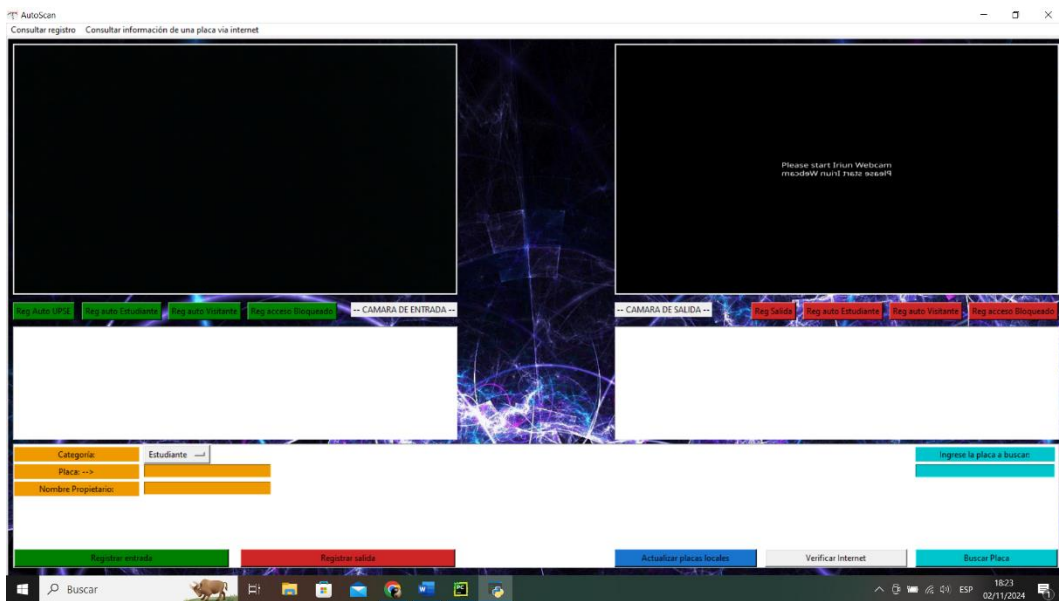 AutoScan
Consultar registro Consultar información de una placa via internet
Please start Iriun Webcam
Please start Iriun Webcam
Reg Auto UPSE Reg auto Estudiante Reg auto Visitante Reg acceso Bloqueado -- CAMARA DE ENTRADA --
-- CAMARA DE SALIDA -- Reg Salida Reg auto Estudiante Reg auto Visitante Reg acceso Bloqueado
Categoría: Estudiante Ingrese la placa a buscar:
Placa: -->
Nombre Propietario:
Registrar entrada Registrar salida Actualizar placas locales Verificar Internet Buscar Placa
Buscar ESP 18:23
02/11/2024